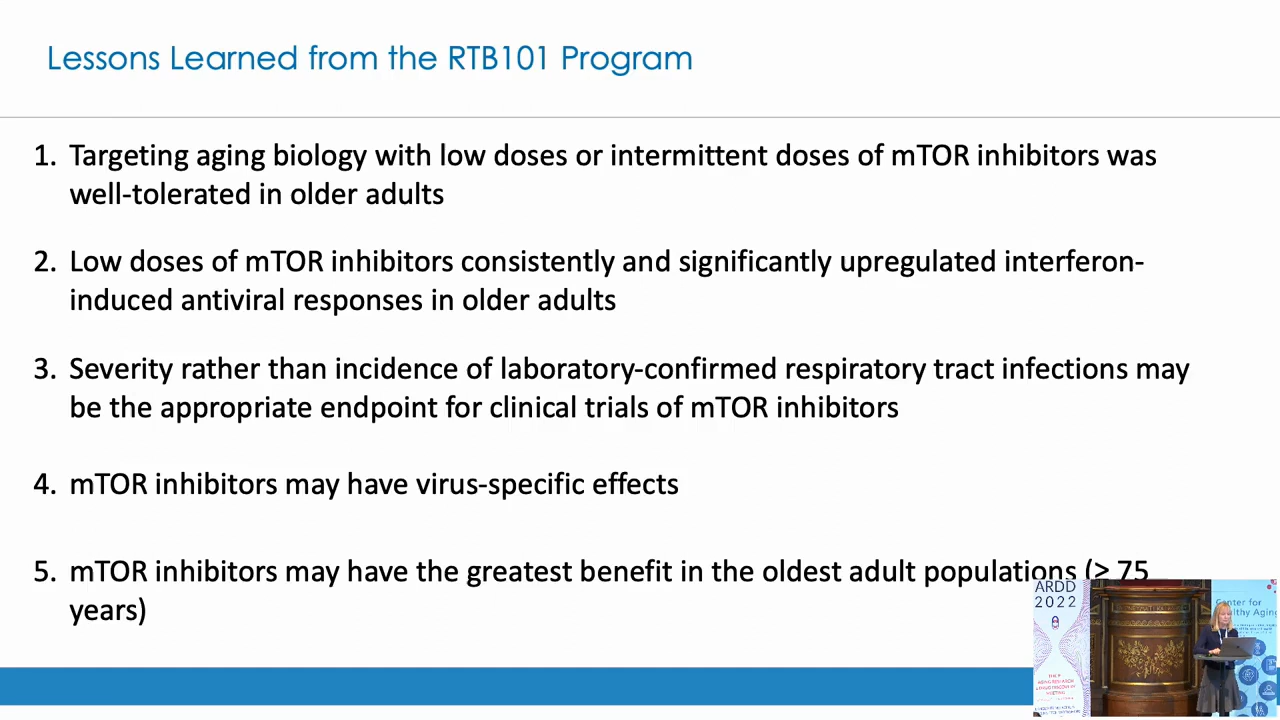 Lessons Learned from the RTB101 Program
1. Targeting aging biology with low doses or intermittent doses of mTOR inhibitors was
well-tolerated in older adults
2. Low doses of mTOR inhibitors consistently and significantly upregulated interferon-
induced antiviral responses in older adults
3. Severity rather than incidence of laboratory-confirmed respiratory tract infections may
be the appropriate endpoint for clinical trials of mTOR inhibitors
4. mTOR inhibitors may have virus-specific effects
5. mTOR inhibitors may have the greatest benefit in the oldest adult populations (≥ 75
years)
ARDD
2022
Center for
Healthy Aging